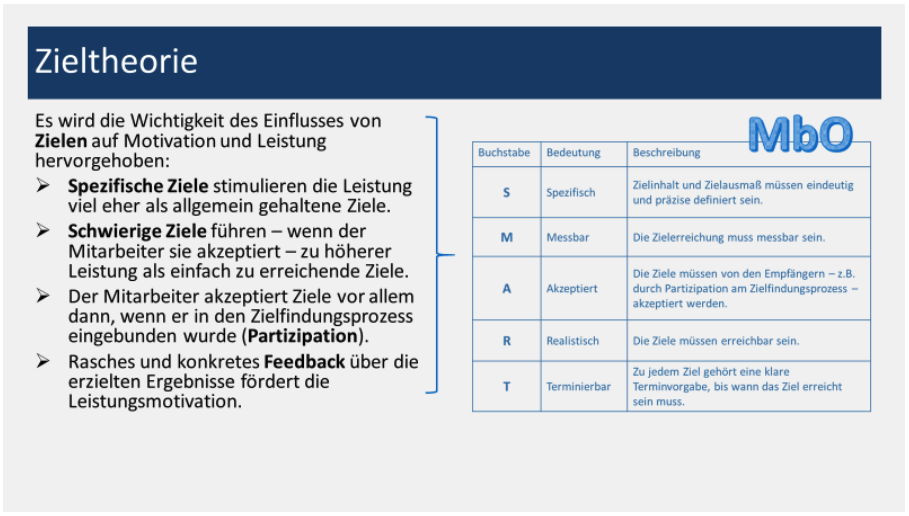 Zieltheorie
Es wird die Wichtigkeit des Einflusses von
Zielen auf Motivation und Leistung
hervorgehoben:
➢ Spezifische Ziele stimulieren die Leistung
viel eher als allgemein gehaltene Ziele.
➢ Schwierige Ziele führen – wenn der
Mitarbeiter sie akzeptiert – zu höherer
Leistung als einfach zu erreichende Ziele.
➢ Der Mitarbeiter akzeptiert Ziele vor allem
dann, wenn er in den Zielfindungsprozess
eingebunden wurde (Partizipation).
➢ Rasches und konkretes Feedback über die
erzielten Ergebnisse fördert die
Leistungsmotivation.
MbO
Buchstabe Bedeutung Beschreibung
S Spezifisch Zielinhalt und Zielausmaß müssen eindeutig
und präzise definiert sein.
M Messbar Die Zielerreichung muss messbar sein.
A Akzeptiert Die Ziele müssen von den Empfängern – z.B.
durch Partizipation am Zielfindungsprozess –
akzeptiert werden.
R Realistisch Die Ziele müssen erreichbar sein.
T Terminierbar Zu jedem Ziel gehört eine klare
Terminvorgabe, bis wann das Ziel erreicht
sein muss.